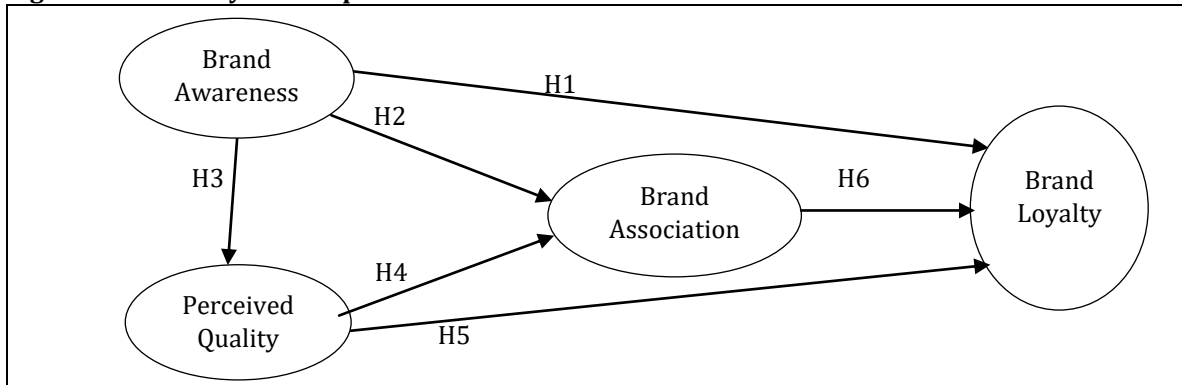 Brand
Awareness
H1
H2
H3
Brand
Association
H6
Brand
Loyalty
H4
Perceived
Quality
H5